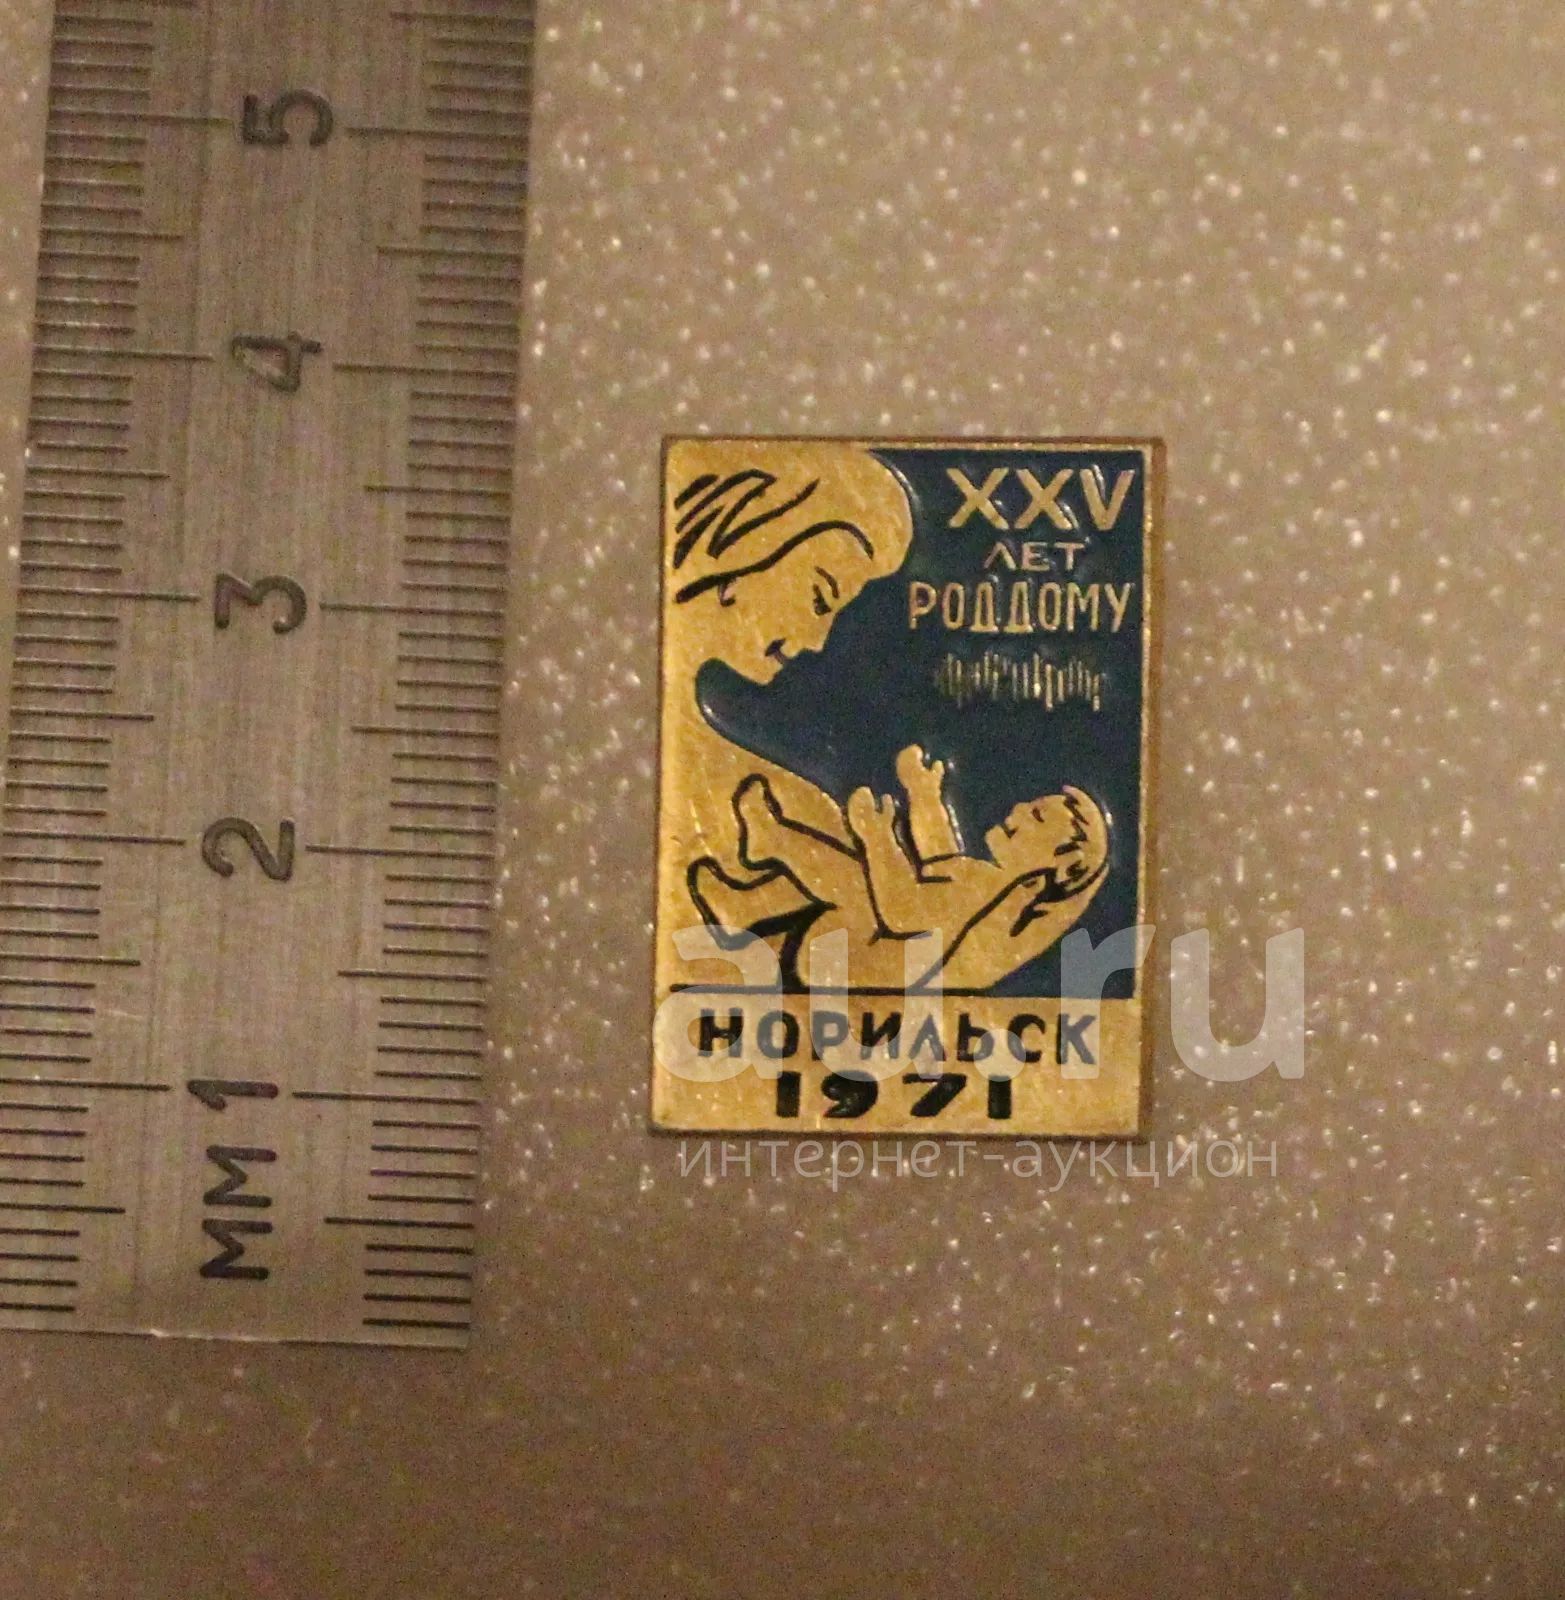 5
4
3
2
1
мм
XXV
ЛЕТ
РОДДОМУ
НОРИЛЬСК
1971
au.ru
интернет-аукцион